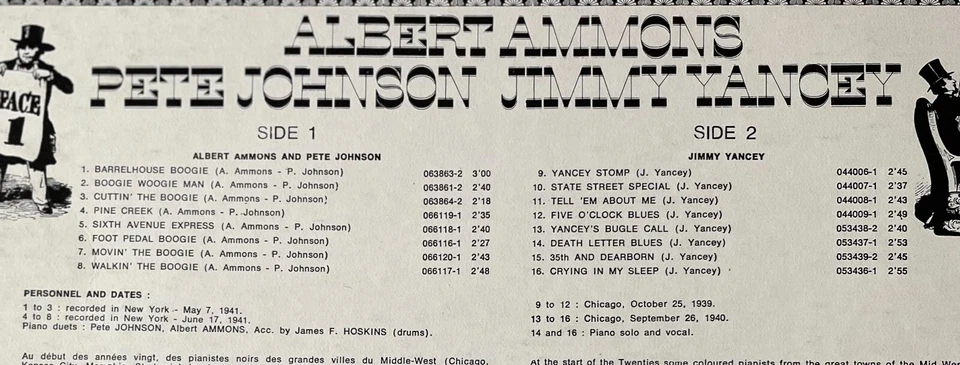 ALBERT AMMONS
PETE JOHNSON JIMMY YANCEY
FACE
1
SIDE 1
ALBERT AMMONS AND PETE JOHNSON
1. BARRELHOUSE BOOGIE (A. Ammons - P. Johnson) 063863-2 3'00
2. BOOGIE WOOGIE MAN (A. Ammons - P. Johnson) 063861-2 2'40
3. CUTTIN' THE BOOGIE (A. Ammons - P. Johnson) 063864-2 2'18
4. PINE CREEK (A. Ammons - P. Johnson) 066119-1 2'35
5. SIXTH AVENUE EXPRESS (A. Ammons - P. Johnson) 066118-1 2'40
6. FOOT PEDAL BOOGIE (A. Ammons - P. Johnson) 066116-1 2'27
7. MOVIN' THE BOOGIE (A. Ammons - P. Johnson) 066120-1 2'43
8. WALKIN' THE BOOGIE (A. Ammons - P. Johnson) 066117-1 2'48
PERSONNEL AND DATES :
1 to 3 : recorded in New York - May 7, 1941.
4 to 8 : recorded in New York - June 17, 1941.
Piano duets : Pete JOHNSON, Albert AMMONS, Acc. by James F. HOSKINS (drums).
Au début des années vingt, des pianistes noirs des grandes villes du Middle-West (Chicago,
SIDE 2
JIMMY YANCEY
9. YANCEY STOMP (J. Yancey) 044006-1 2'45
10. STATE STREET SPECIAL (J. Yancey) 044007-1 2'37
11. TELL 'EM ABOUT ME (J. Yancey) 044008-1 2'43
12. FIVE O'CLOCK BLUES (J. Yancey) 044009-1 2'49
13. YANCEY'S BUGLE CALL (J. Yancey) 053438-2 2'40
14. DEATH LETTER BLUES (J. Yancey) 053437-1 2'53
15. 35th AND DEARBORN (J. Yancey) 053439-2 2'45
16. CRYING IN MY SLEEP (J. Yancey) 053436-1 2'55
9 to 12 : Chicago, October 25, 1939.
13 to 16 : Chicago, September 26, 1940.
14 and 16 : Piano solo and vocal.
At the start of the Twenties some coloured pianists from the great towns of the Mid West